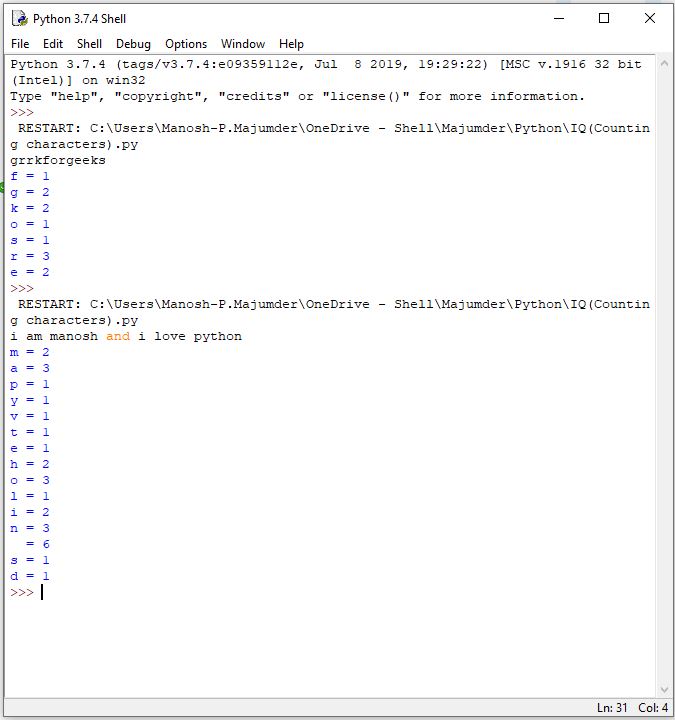 Python 3.7.4 Shell
File Edit Shell Debug Options Window Help
Python 3.7.4 (tags/v3.7.4:e09359112e, Jul  8 2019, 19:29:22) [MSC v.1916 32 bit
(Intel)] on win32
Type "help", "copyright", "credits" or "license()" for more information.
>>>
 RESTART: C:\Users\Manosh-P.Majumder\OneDrive - Shell\Majumder\Python\IQ(Countin
g characters).py
grrkforgeeks
f = 1
g = 2
k = 2
o = 1
s = 1
r = 3
e = 2
>>>
 RESTART: C:\Users\Manosh-P.Majumder\OneDrive - Shell\Majumder\Python\IQ(Countin
g characters).py
i am manosh and i love python
m = 2
a = 3
p = 1
y = 1
v = 1
t = 1
e = 1
h = 2
o = 3
l = 1
i = 2
n = 3
  = 6
s = 1
d = 1
>>>
Ln: 31 Col: 4